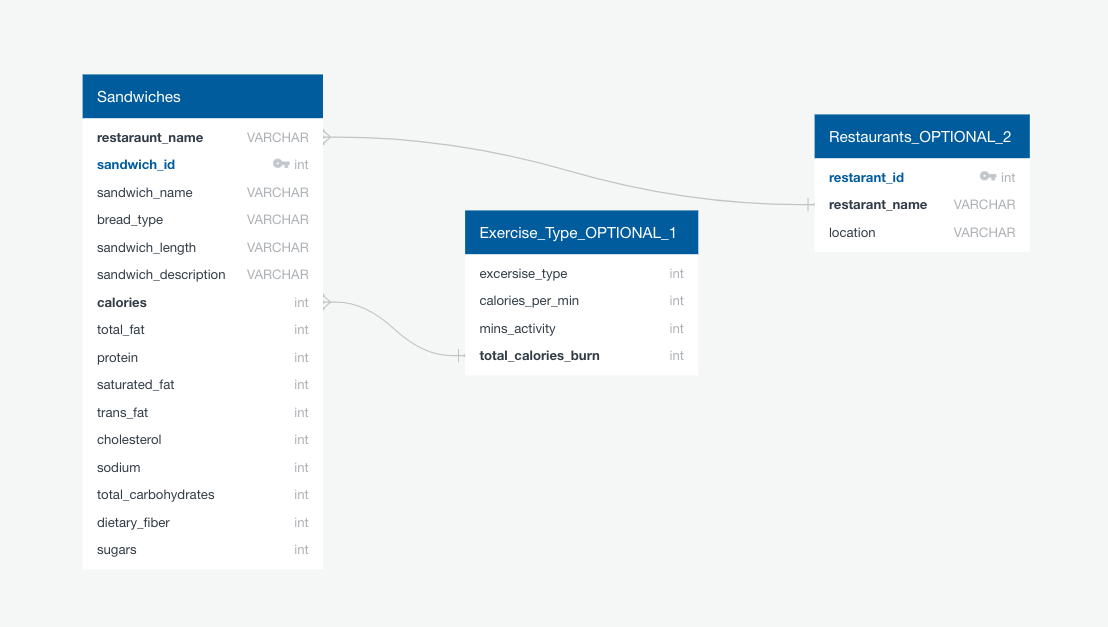 Sandwiches
restaraunt_name VARCHAR
sandwich_id int
sandwich_name VARCHAR
bread_type VARCHAR
sandwich_length VARCHAR
sandwich_description VARCHAR
calories int
total_fat int
protein int
saturated_fat int
trans_fat int
cholesterol int
sodium int
total_carbohydrates int
dietary_fiber int
sugars int
Exercise_Type_OPTIONAL_1
excersise_type int
calories_per_min int
mins_activity int
total_calories_burn int
Restaurants_OPTIONAL_2
restarant_id int
restarant_name VARCHAR
location VARCHAR